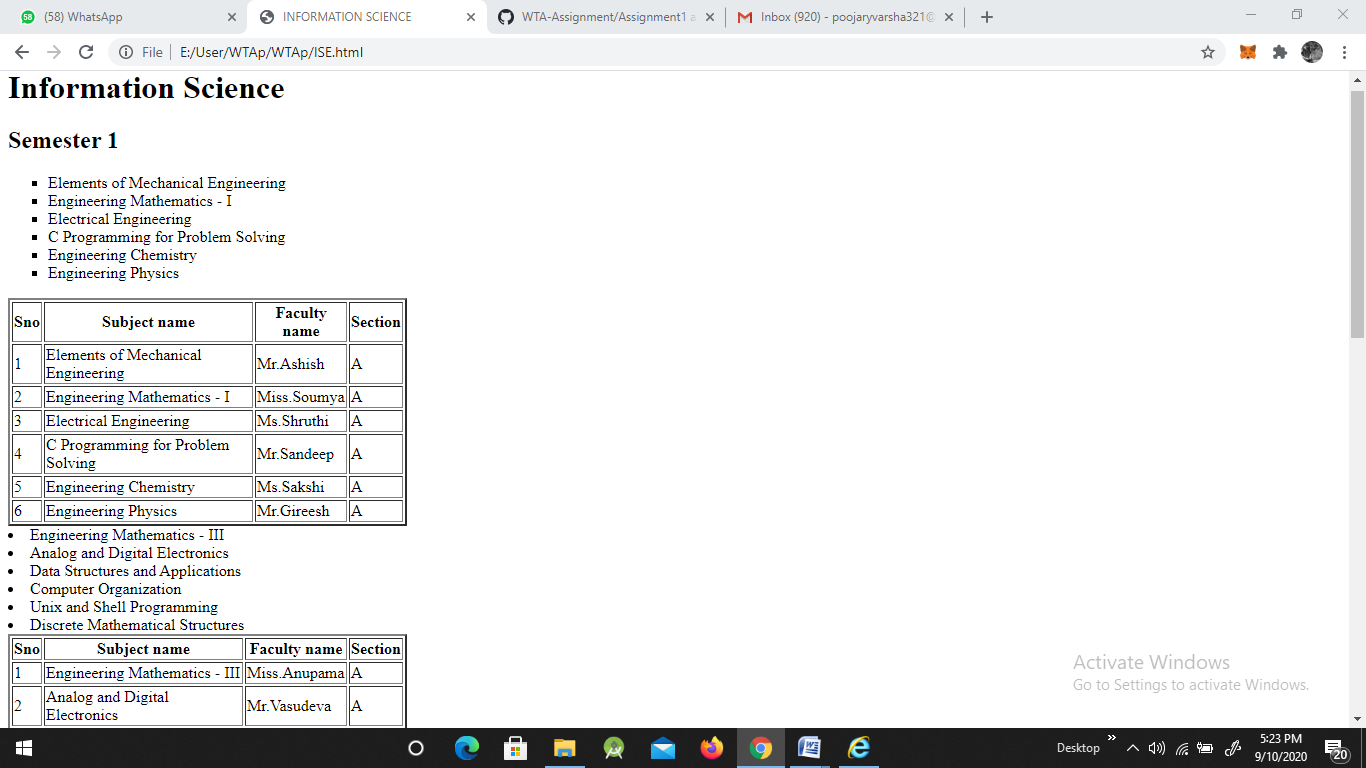 (58) WhatsApp
INFORMATION SCIENCE
WTA-Assignment/Assignment1 a
Inbox (920) - poojaryvarsha321@
File
E:/User/WTAp/WTAp/ISE.html
Information Science
Semester 1
Elements of Mechanical Engineering
Engineering Mathematics - I
Electrical Engineering
C Programming for Problem Solving
Engineering Chemistry
Engineering Physics
Sno Subject name Faculty name Section
1 Elements of Mechanical Engineering Mr.Ashish A
2 Engineering Mathematics - I Miss.Soumya A
3 Electrical Engineering Ms.Shruthi A
4 C Programming for Problem Solving Mr.Sandeep A
5 Engineering Chemistry Ms.Sakshi A
6 Engineering Physics Mr.Gireesh A
Engineering Mathematics - III
Analog and Digital Electronics
Data Structures and Applications
Computer Organization
Unix and Shell Programming
Discrete Mathematical Structures
Sno Subject name Faculty name Section
1 Engineering Mathematics - III Miss.Anupama A
2 Analog and Digital Electronics Mr.Vasudeva A
Activate Windows
Go to Settings to activate Windows.
Desktop
5:23 PM
9/10/2020
20